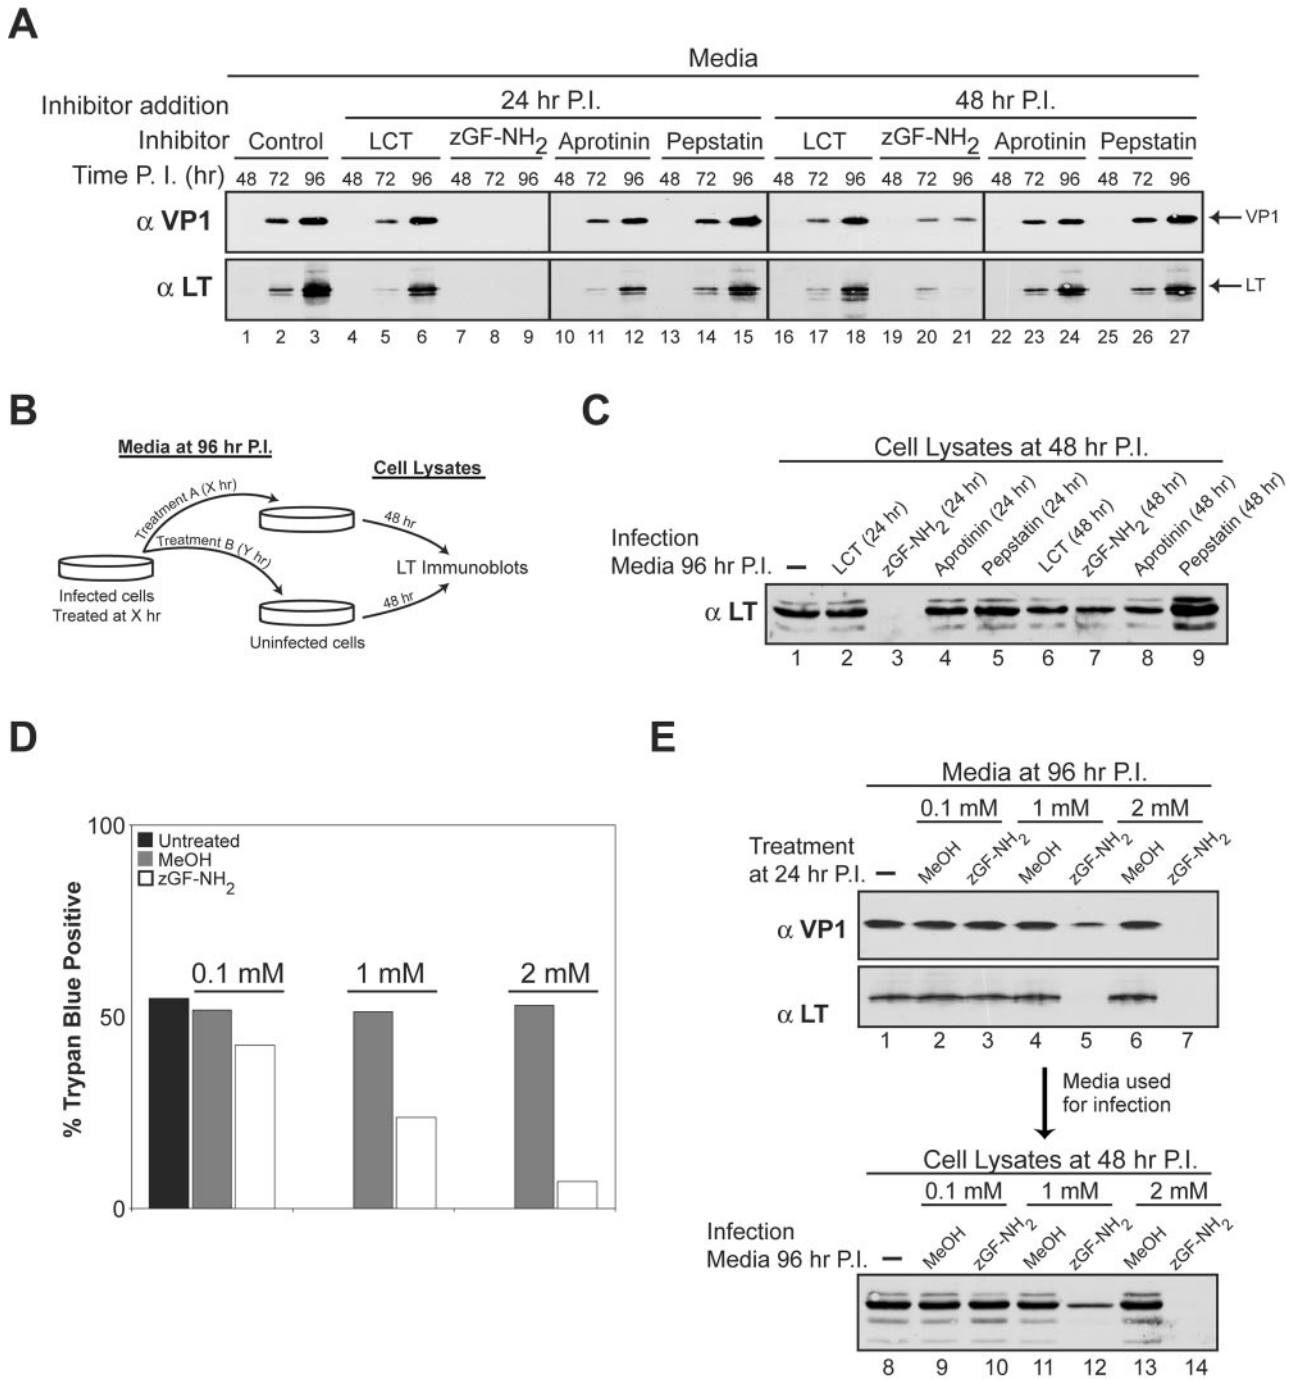 A
Media
Inhibitor addition 24 hr P.I. 48 hr P.I.
Inhibitor Control LCT zGF-NH2 Aprotinin Pepstatin LCT zGF-NH2 Aprotinin Pepstatin
Time P. I. (hr) 48 72 96 48 72 96 48 72 96 48 72 96 48 72 96 48 72 96 48 72 96 48 72 96 48 72 96
α VP1 VP1
α LT LT
1 2 3 4 5 6 7 8 9 10 11 12 13 14 15 16 17 18 19 20 21 22 23 24 25 26 27
B
Media at 96 hr P.I.
Cell Lysates
Treatment A (X hr)
48 hr
Treatment B (Y hr)
LT Immunoblots
Infected cells
Treated at X hr
48 hr
Uninfected cells
C
Cell Lysates at 48 hr P.I.
Infection
Media 96 hr P.I. – LCT (24 hr) zGF-NH2 (24 hr) Aprotinin (24 hr) Pepstatin (24 hr) LCT (48 hr) zGF-NH2 (48 hr) Aprotinin (48 hr) Pepstatin (48 hr)
α LT
1 2 3 4 5 6 7 8 9
D
% Trypan Blue Positive
100
50
0
Untreated
MeOH
zGF-NH2
0.1 mM 1 mM 2 mM
E
Media at 96 hr P.I.
0.1 mM 1 mM 2 mM
Treatment
at 24 hr P.I. – MeOH zGF-NH2 MeOH zGF-NH2 MeOH zGF-NH2
α VP1
α LT
1 2 3 4 5 6 7
Media used
for infection
Cell Lysates at 48 hr P.I.
0.1 mM 1 mM 2 mM
Infection
Media 96 hr P.I. – MeOH zGF-NH2 MeOH zGF-NH2 MeOH zGF-NH2
8 9 10 11 12 13 14